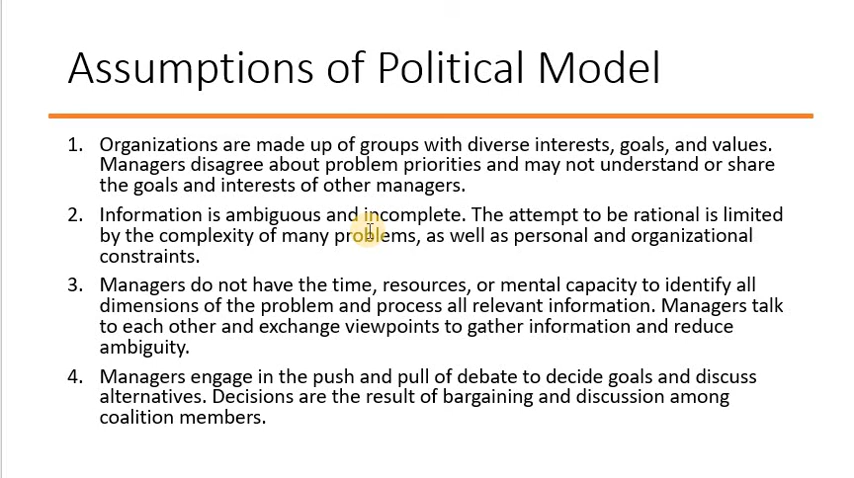 Assumptions of Political Model
1. Organizations are made up of groups with diverse interests, goals, and values.
Managers disagree about problem priorities and may not understand or share
the goals and interests of other managers.
2. Information is ambiguous and incomplete. The attempt to be rational is limited
by the complexity of many problems, as well as personal and organizational
constraints.
3. Managers do not have the time, resources, or mental capacity to identify all
dimensions of the problem and process all relevant information. Managers talk
to each other and exchange viewpoints to gather information and reduce
ambiguity.
4. Managers engage in the push and pull of debate to decide goals and discuss
alternatives. Decisions are the result of bargaining and discussion among
coalition members.